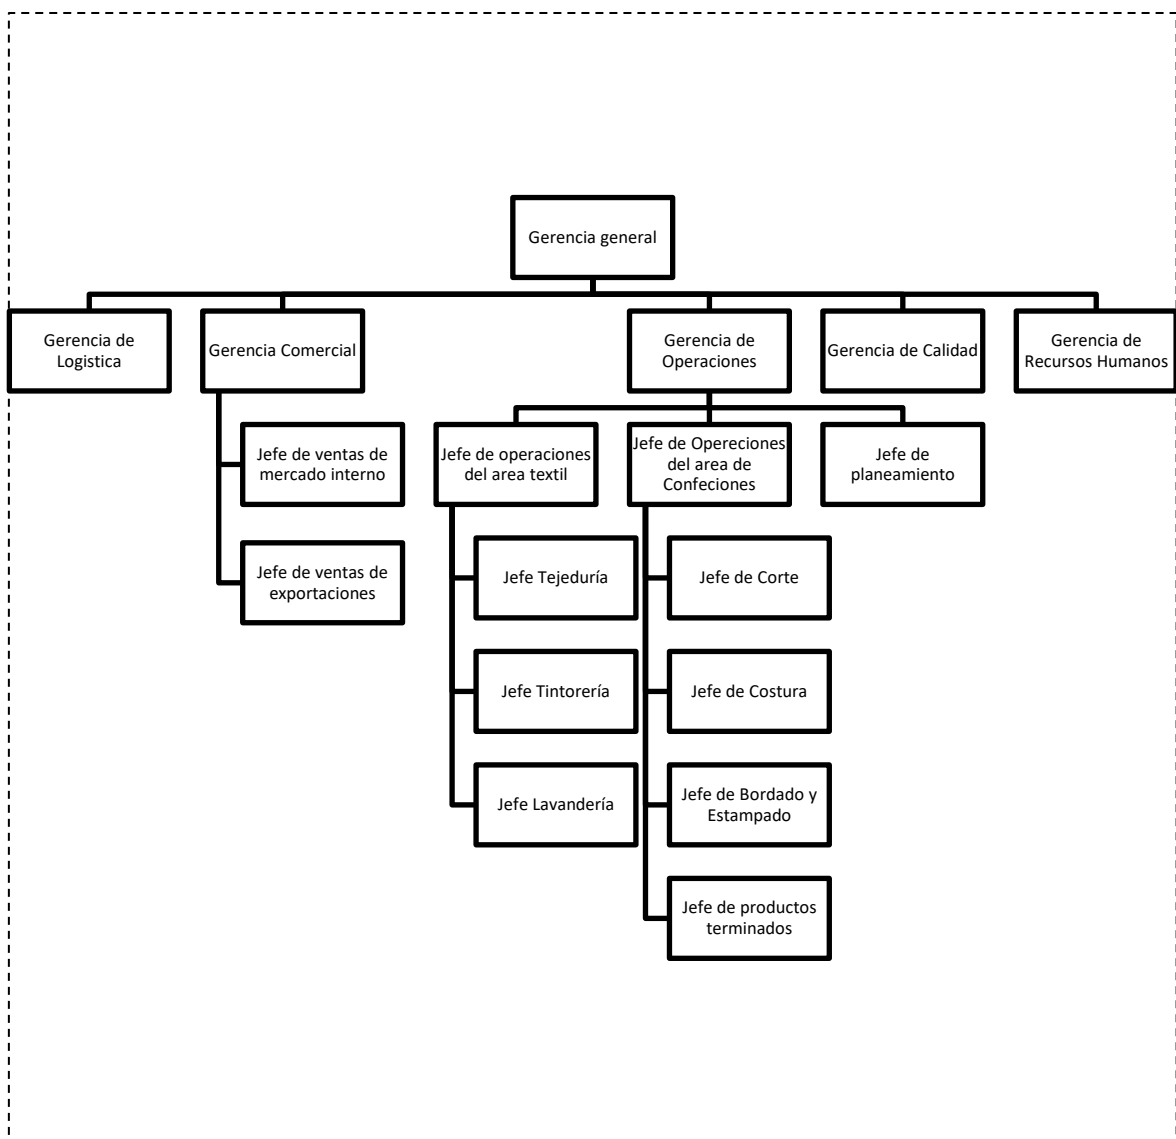 Gerencia general
Gerencia de
Logistica
Gerencia Comercial
Gerencia de
Operaciones
Gerencia de Calidad
Gerencia de
Recursos Humanos
Jefe de ventas de
mercado interno
Jefe de operaciones
del area textil
Jefe de Opereciones
del area de
Confeciones
Jefe de
planeamiento
Jefe de ventas de
exportaciones
Jefe Tejeduría
Jefe de Corte
Jefe Tintorería
Jefe de Costura
Jefe Lavandería
Jefe de Bordado y
Estampado
Jefe de productos
terminados